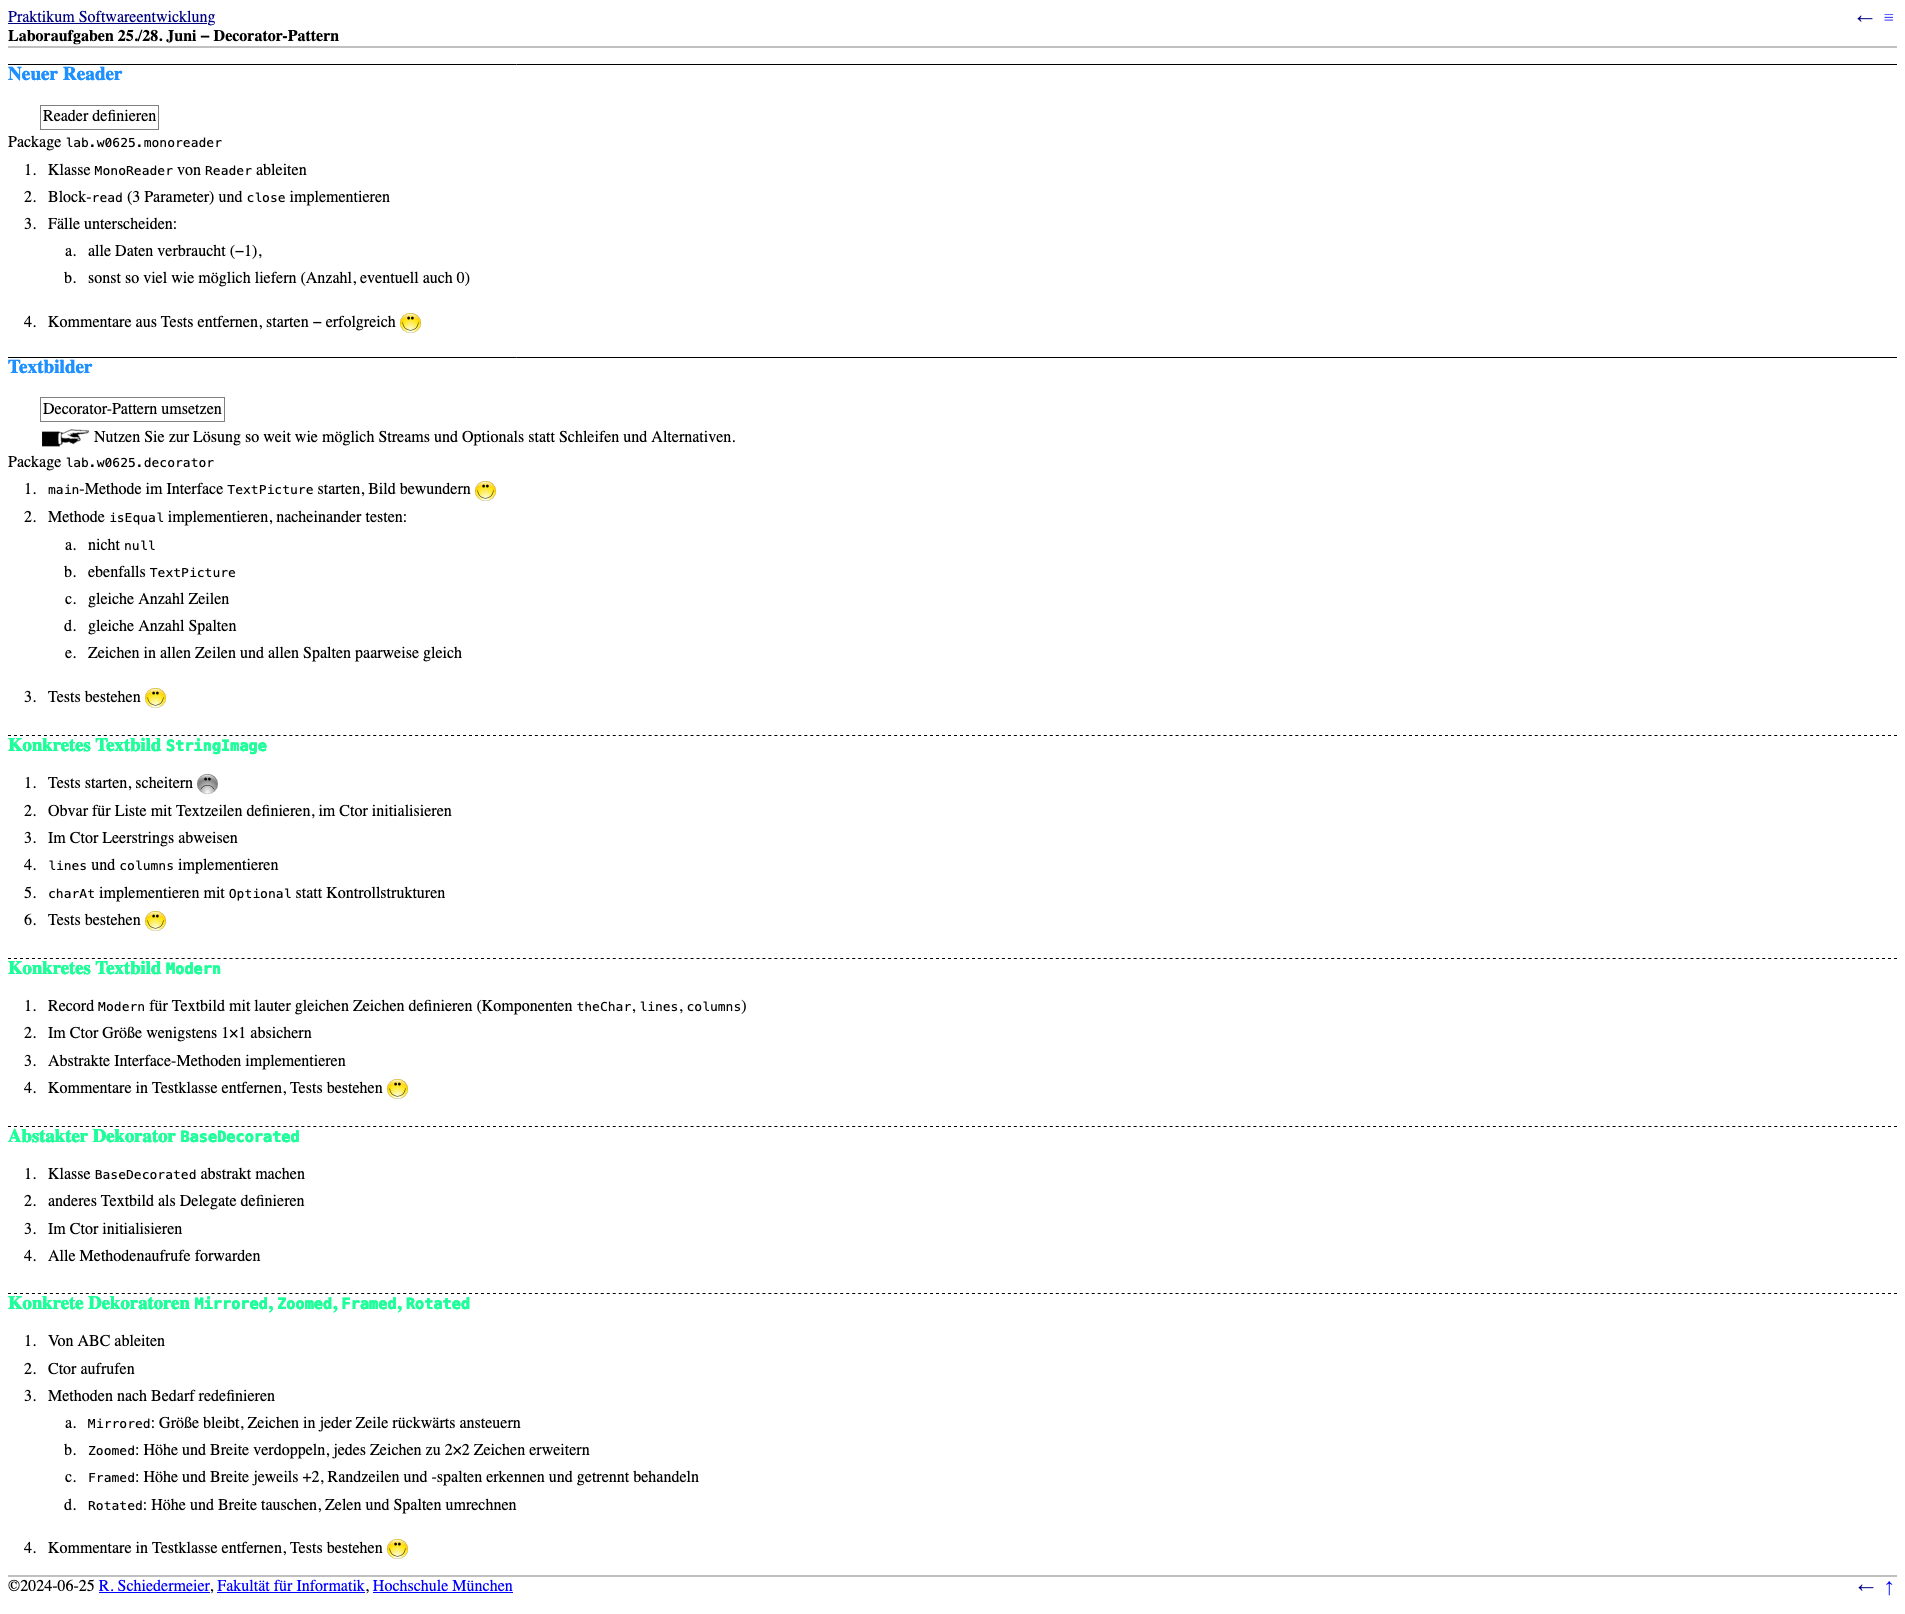 Praktikum Softwareentwicklung ← ≡
Laboraufgaben 25./28. Juni – Decorator-Pattern
Neuer Reader
Reader definieren
Package lab.w0625.monoreader
1. Klasse MonoReader von Reader ableiten
2. Block-read (3 Parameter) und close implementieren
3. Fälle unterscheiden:
a. alle Daten verbraucht (−1),
b. sonst so viel wie möglich liefern (Anzahl, eventuell auch 0)
4. Kommentare aus Tests entfernen, starten – erfolgreich
Textbilder
Decorator-Pattern umsetzen
Nutzen Sie zur Lösung so weit wie möglich Streams und Optionals statt Schleifen und Alternativen.
Package lab.w0625.decorator
1. main-Methode im Interface TextPicture starten, Bild bewundern
2. Methode isEqual implementieren, nacheinander testen:
a. nicht null
b. ebenfalls TextPicture
c. gleiche Anzahl Zeilen
d. gleiche Anzahl Spalten
e. Zeichen in allen Zeilen und allen Spalten paarweise gleich
3. Tests bestehen
Konkretes Textbild StringImage
1. Tests starten, scheitern
2. Obvar für Liste mit Textzeilen definieren, im Ctor initialisieren
3. Im Ctor Leerstrings abweisen
4. lines und columns implementieren
5. charAt implementieren mit Optional statt Kontrollstrukturen
6. Tests bestehen
Konkretes Textbild Modern
1. Record Modern für Textbild mit lauter gleichen Zeichen definieren (Komponenten theChar, lines, columns)
2. Im Ctor Größe wenigstens 1×1 absichern
3. Abstrakte Interface-Methoden implementieren
4. Kommentare in Testklasse entfernen, Tests bestehen
Abstakter Dekorator BaseDecorated
1. Klasse BaseDecorated abstrakt machen
2. anderes Textbild als Delegate definieren
3. Im Ctor initialisieren
4. Alle Methodenaufrufe forwarden
Konkrete Dekoratoren Mirrored, Zoomed, Framed, Rotated
1. Von ABC ableiten
2. Ctor aufrufen
3. Methoden nach Bedarf redefinieren
a. Mirrored: Größe bleibt, Zeichen in jeder Zeile rückwärts ansteuern
b. Zoomed: Höhe und Breite verdoppeln, jedes Zeichen zu 2×2 Zeichen erweitern
c. Framed: Höhe und Breite jeweils +2, Randzeilen und -spalten erkennen und getrennt behandeln
d. Rotated: Höhe und Breite tauschen, Zelen und Spalten umrechnen
4. Kommentare in Testklasse entfernen, Tests bestehen
©2024-06-25 R. Schiedermeier, Fakultät für Informatik, Hochschule München ← ↑